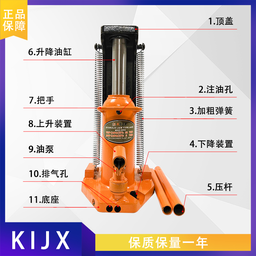 正品
保障
1.顶盖
6.升降油缸
2.注油孔
7.把手
3.加粗弹簧
8.上升装置
4.下降装置
9.油泵
10.排气孔
5.压杆
11.底座
KIJX
保质保量一年